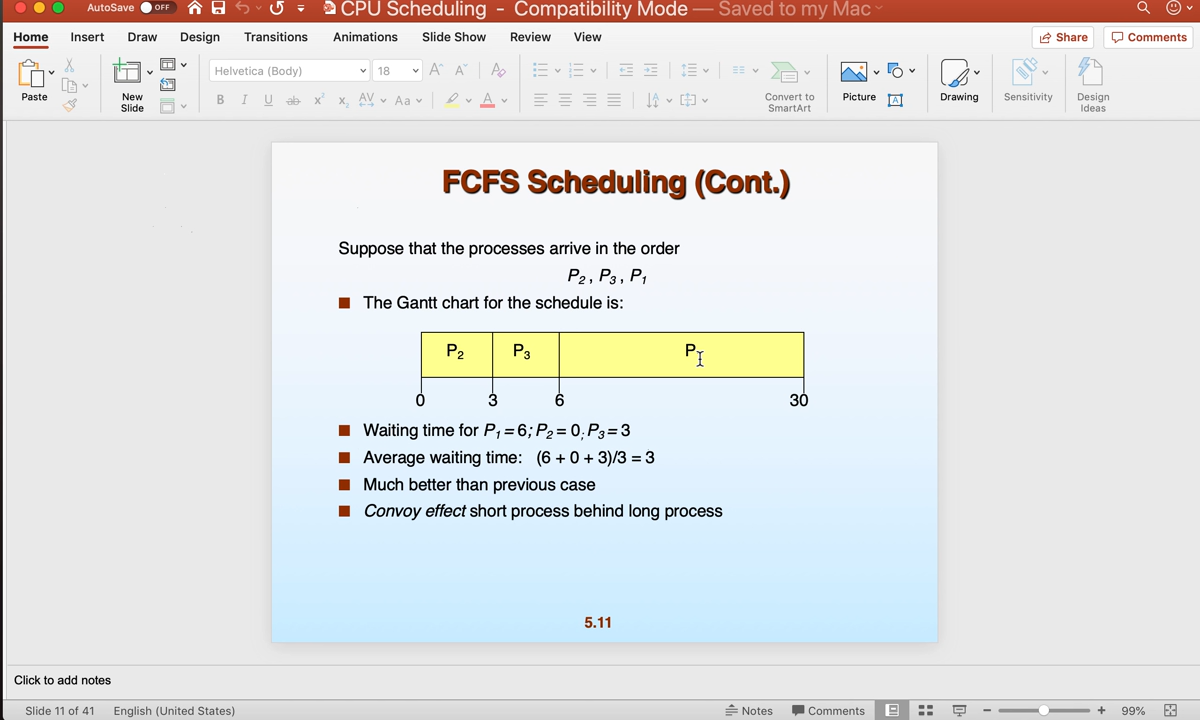 AutoSave OFF CPU Scheduling - Compatibility Mode — Saved to my Mac
Home Insert Draw Design Transitions Animations Slide Show Review View Share Comments
Paste
New Slide
Helvetica (Body) 18
Convert to SmartArt
Picture
Drawing
Sensitivity
Design Ideas
FCFS Scheduling (Cont.)
Suppose that the processes arrive in the order
P₂ , P₃ , P₁
The Gantt chart for the schedule is:
P₂ P₃ P
0 3 6 30
Waiting time for P₁ = 6; P₂ = 0; P₃ = 3
Average waiting time: (6 + 0 + 3)/3 = 3
Much better than previous case
Convoy effect short process behind long process
5.11
Click to add notes
Slide 11 of 41 English (United States) Notes Comments 99%